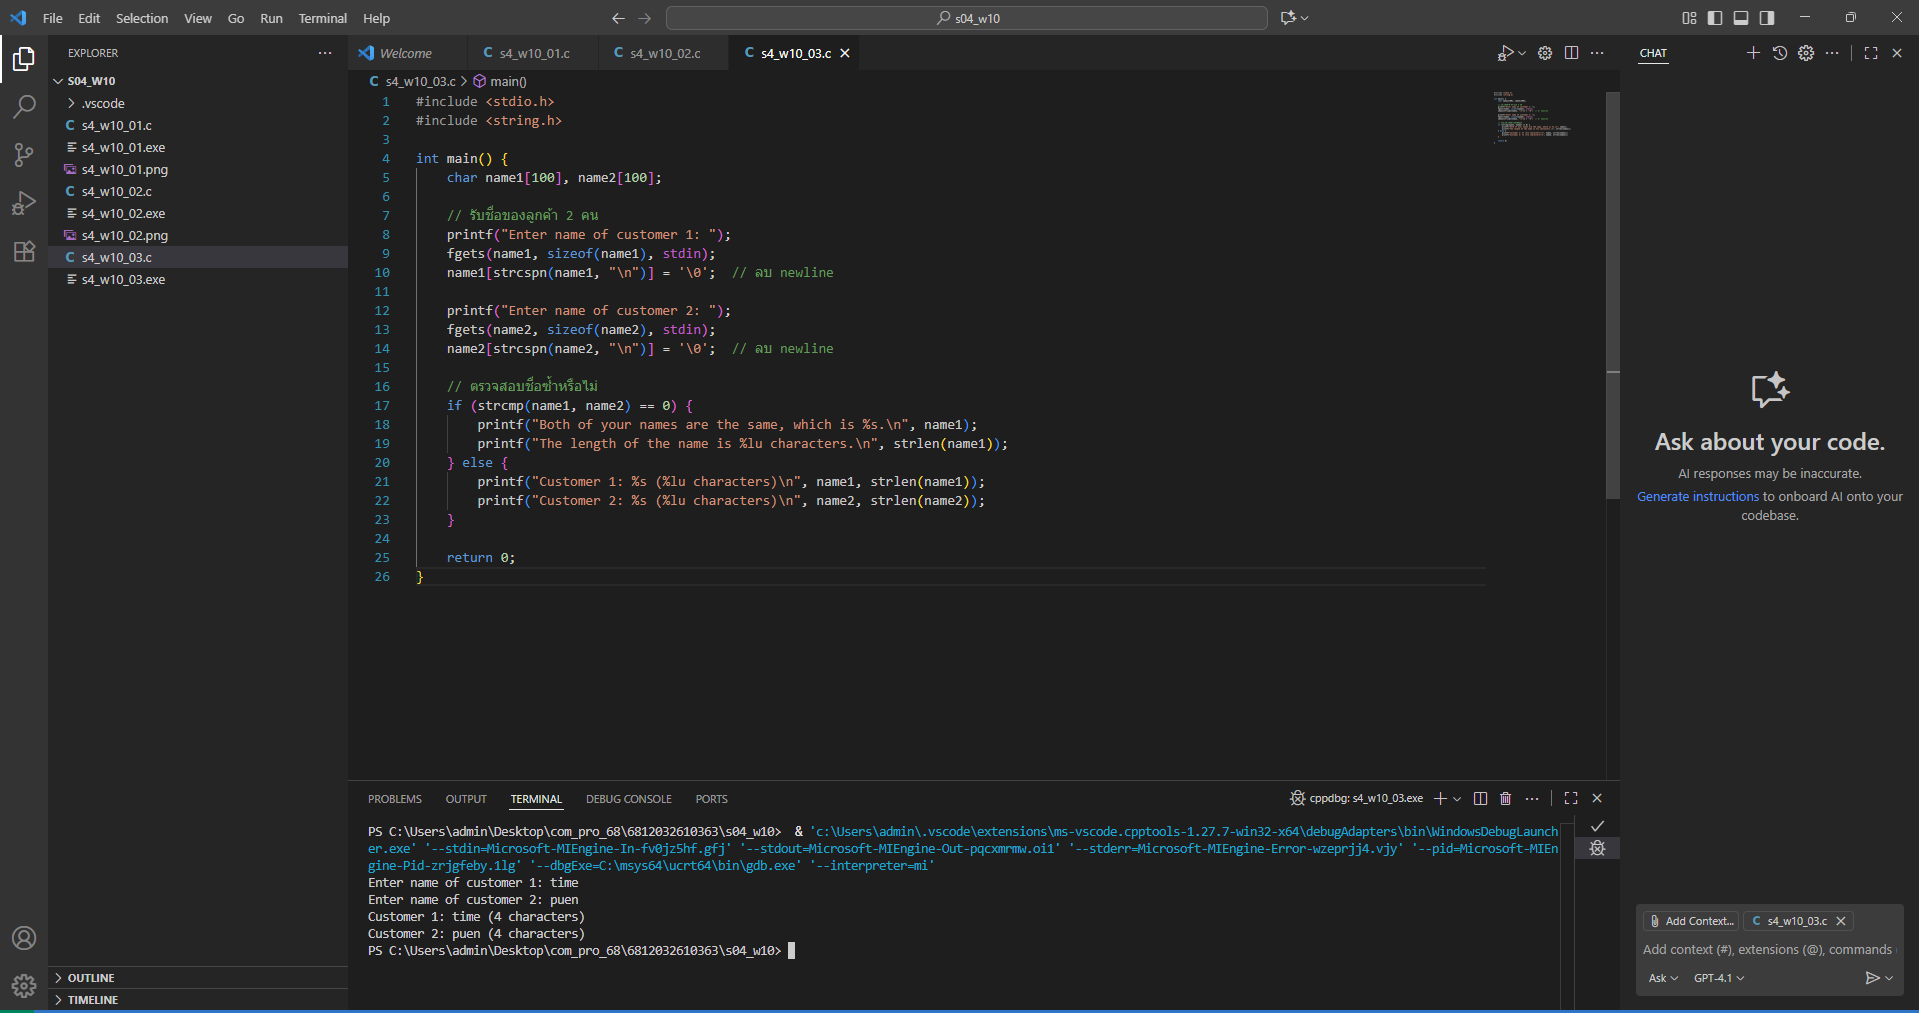 File Edit Selection View Go Run Terminal Help
s04_w10
EXPLORER
S04_W10
.vscode
s4_w10_01.c
s4_w10_01.exe
s4_w10_01.png
s4_w10_02.c
s4_w10_02.exe
s4_w10_02.png
s4_w10_03.c
s4_w10_03.exe
OUTLINE
TIMELINE
Welcome s4_w10_01.c s4_w10_02.c s4_w10_03.c
s4_w10_03.c > main()
1 #include <stdio.h>
2 #include <string.h>
3
4 int main() {
5 char name1[100], name2[100];
6
7 // รับชื่อของลูกค้า 2 คน
8 printf("Enter name of customer 1: ");
9 fgets(name1, sizeof(name1), stdin);
10 name1[strcspn(name1, "\n")] = '\0'; // ลบ newline
11
12 printf("Enter name of customer 2: ");
13 fgets(name2, sizeof(name2), stdin);
14 name2[strcspn(name2, "\n")] = '\0'; // ลบ newline
15
16 // ตรวจสอบชื่อซ้ำหรือไม่
17 if (strcmp(name1, name2) == 0) {
18 printf("Both of your names are the same, which is %s.\n", name1);
19 printf("The length of the name is %lu characters.\n", strlen(name1));
20 } else {
21 printf("Customer 1: %s (%lu characters)\n", name1, strlen(name1));
22 printf("Customer 2: %s (%lu characters)\n", name2, strlen(name2));
23 }
24
25 return 0;
26 }
PROBLEMS OUTPUT TERMINAL DEBUG CONSOLE PORTS
cppdbg: s4_w10_03.exe
PS C:\Users\admin\Desktop\com_pro_68\6812032610363\s04_w10> & 'c:\Users\admin\.vscode\extensions\ms-vscode.cpptools-1.27.7-win32-x64\debugAdapters\bin\WindowsDebugLaunch
er.exe' '--stdin=Microsoft-MIEngine-In-fv0jz5hf.gfj' '--stdout=Microsoft-MIEngine-Out-pqcxmrmw.oi1' '--stderr=Microsoft-MIEngine-Error-wzeprjj4.vjy' '--pid=Microsoft-MIEn
gine-Pid-zrjgfeby.1lg' '--dbgExe=C:\msys64\ucrt64\bin\gdb.exe' '--interpreter=mi'
Enter name of customer 1: time
Enter name of customer 2: puen
Customer 1: time (4 characters)
Customer 2: puen (4 characters)
PS C:\Users\admin\Desktop\com_pro_68\6812032610363\s04_w10>
CHAT
Ask about your code.
AI responses may be inaccurate.
Generate instructions to onboard AI onto your
codebase.
Add Context... s4_w10_03.c
Add context (#), extensions (@), commands
Ask GPT-4.1